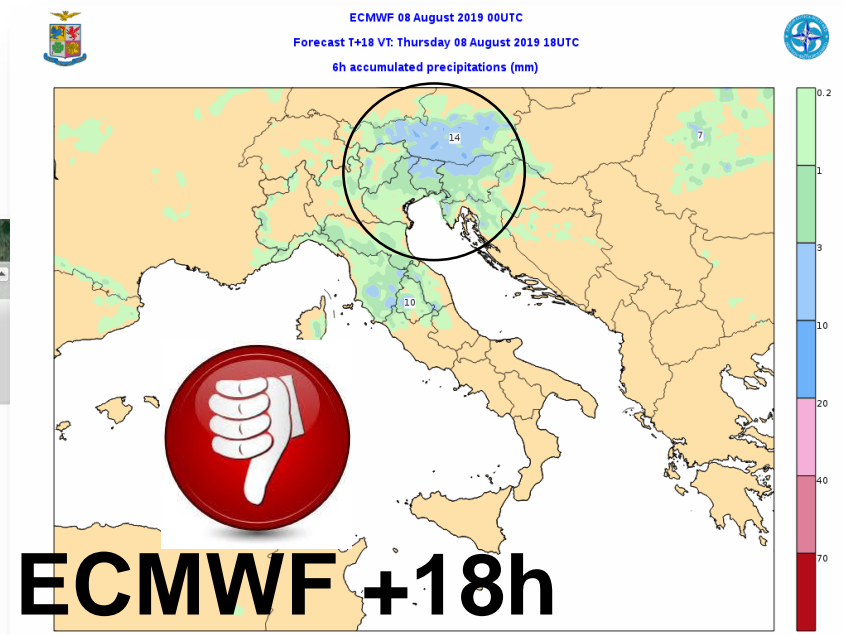 ECMWF 08 August 2019 00UTC
Forecast T+18 VT: Thursday 08 August 2019 18UTC
6h accumulated precipitations (mm)
0.2
14
7
1
3
10
10
20
40
70
ECMWF +18h